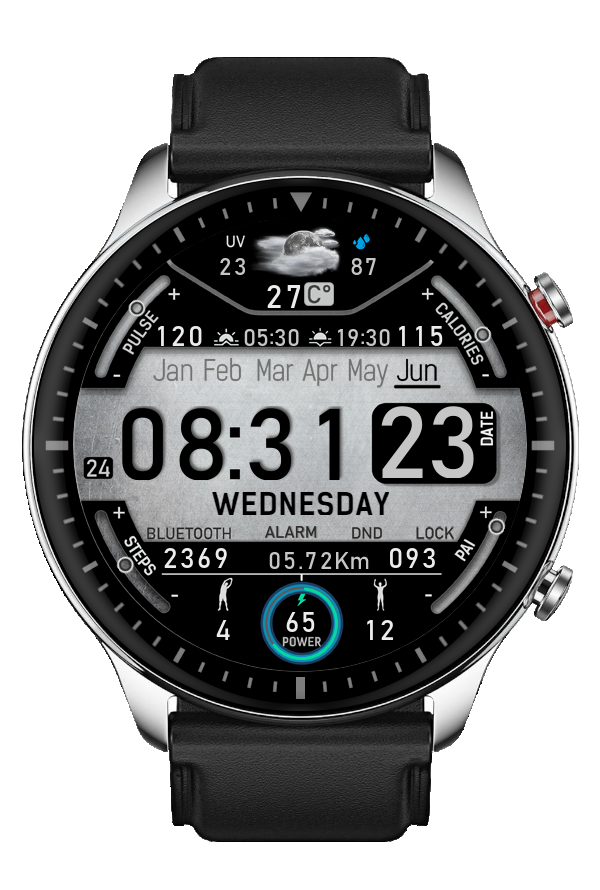 UV
23 87
27 C°
PULSE + -
CALORIES + -
120 05:30 19:30 115
Jan Feb Mar Apr May Jun
24 08:31 23 DATE
WEDNESDAY
BLUETOOTH ALARM DND LOCK
STEPS + -
PAI + -
2369 05.72Km 093
4 65 12
POWER